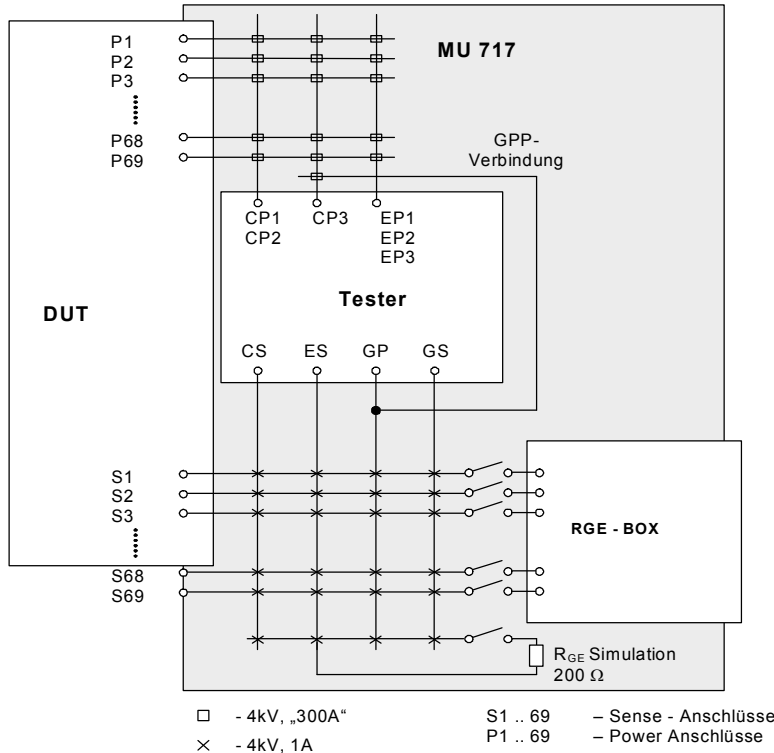 P1
P2
P3
P68
P69
MU 717
GPP-
Verbindung
CP1
CP2
CP3
EP1
EP2
EP3
Tester
DUT
CS ES GP GS
S1
S2
S3
S68
S69
RGE - BOX
RGE Simulation
200 Ω
- 4kV, „300A“
- 4kV, 1A
S1 .. 69 – Sense - Anschlüsse
P1 .. 69 – Power Anschlüsse